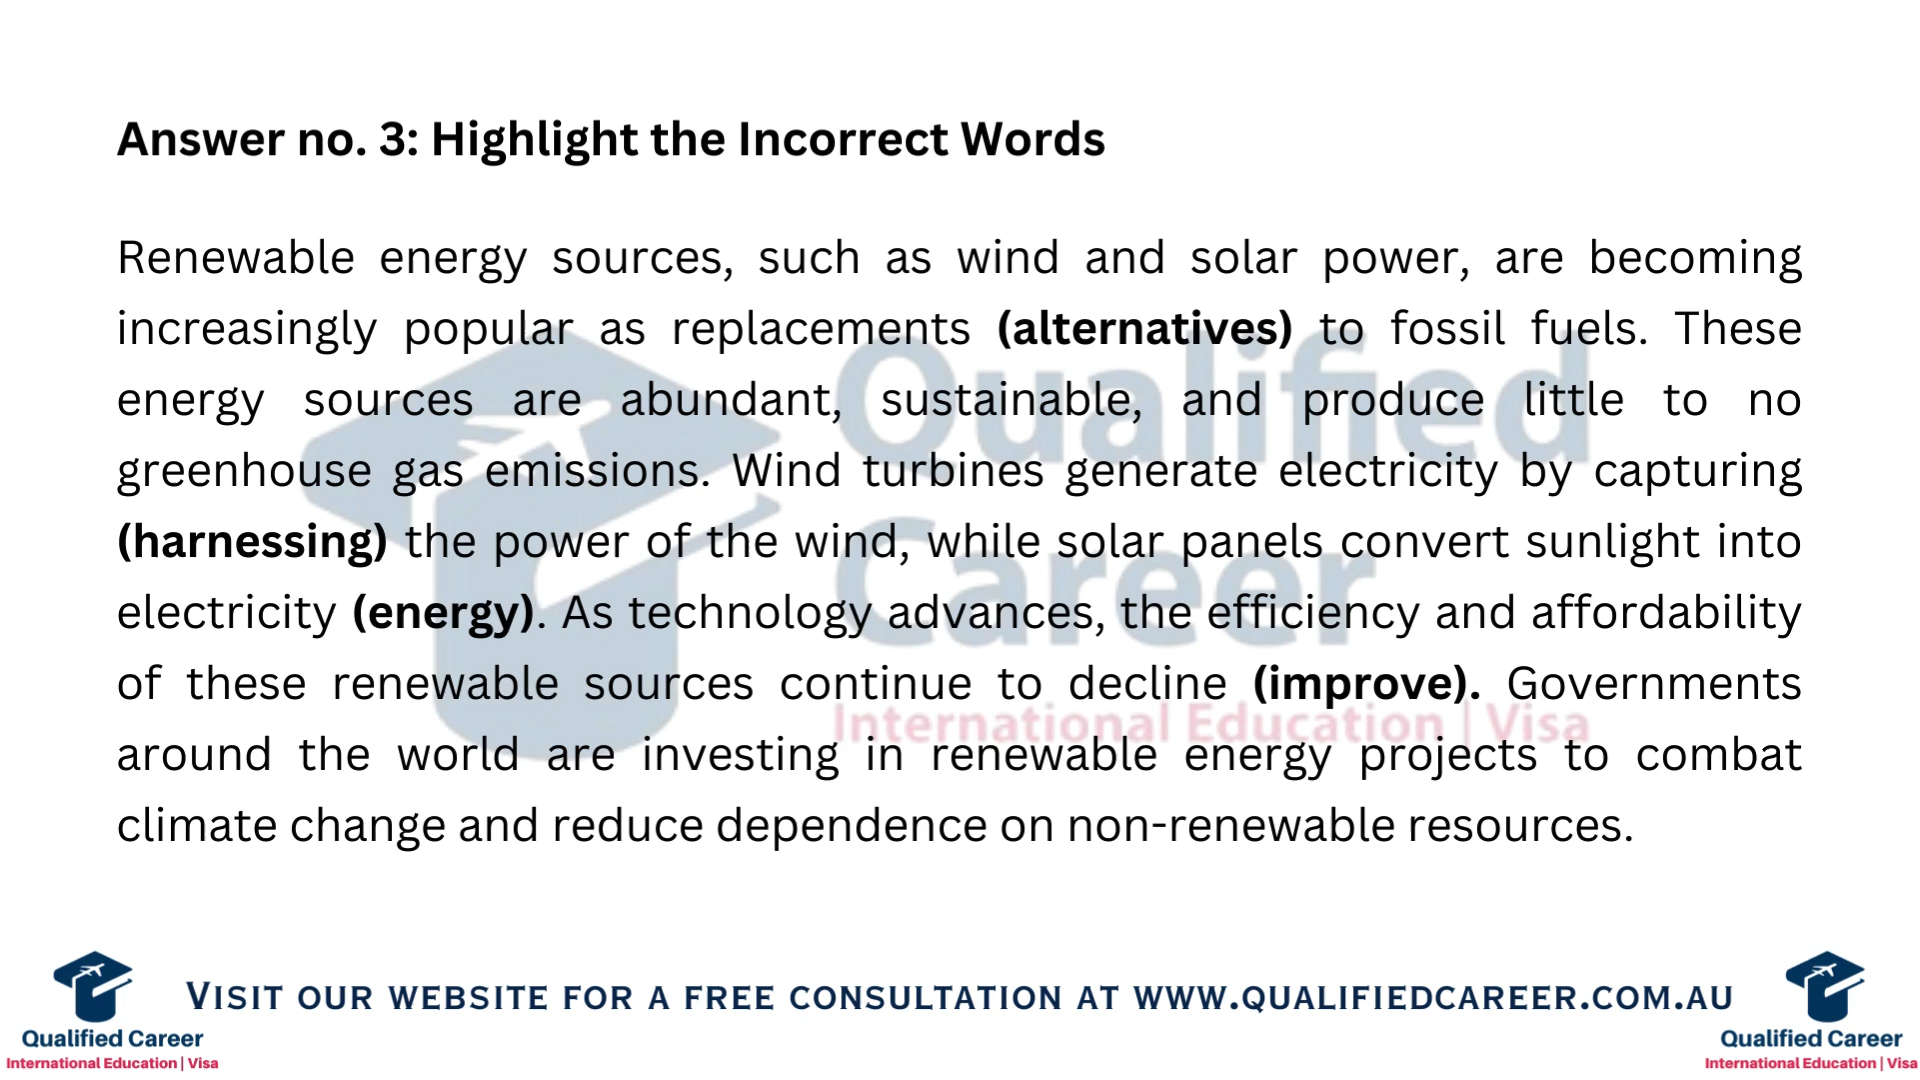 Answer no. 3: Highlight the Incorrect Words
Renewable energy sources, such as wind and solar power, are becoming
increasingly popular as replacements (alternatives) to fossil fuels. These
energy sources are abundant, sustainable, and produce little to no
greenhouse gas emissions. Wind turbines generate electricity by capturing
(harnessing) the power of the wind, while solar panels convert sunlight into
electricity (energy). As technology advances, the efficiency and affordability
of these renewable sources continue to decline (improve). Governments
around the world are investing in renewable energy projects to combat
climate change and reduce dependence on non-renewable resources.
Qualified
Career
International Education | Visa
VISIT OUR WEBSITE FOR A FREE CONSULTATION AT WWW.QUALIFIEDCAREER.COM.AU
Qualified Career
International Education | Visa
Qualified Career
International Education | Visa